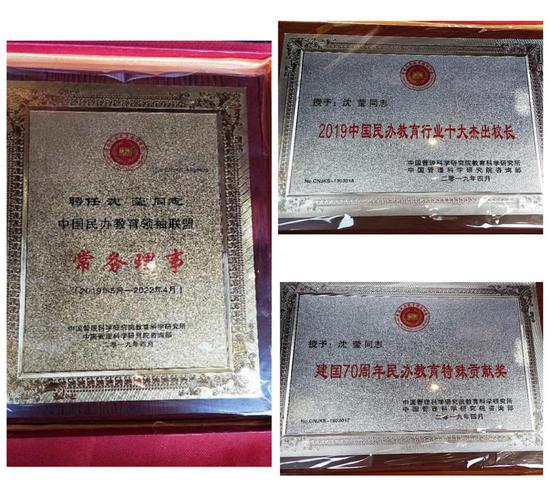 聘任 沈 莹 同志
中国民办教育领袖联盟
常务理事
(2019年5月—2022年4月)
中国管理科学研究院教育科学研究所
中国管理科学研究院咨询部
二〇一九年四月
授予：沈 莹 同志
2019中国民办教育行业十大杰出校长
中国管理科学研究院教育科学研究所
中国管理科学研究院咨询部
No.CNJKS-1903018
二〇一九年四月
授予：沈 莹 同志
建国70周年民办教育特殊贡献奖
中国管理科学研究院教育科学研究所
中国管理科学研究院咨询部
No.CNJKS-1903017
二〇一九年四月